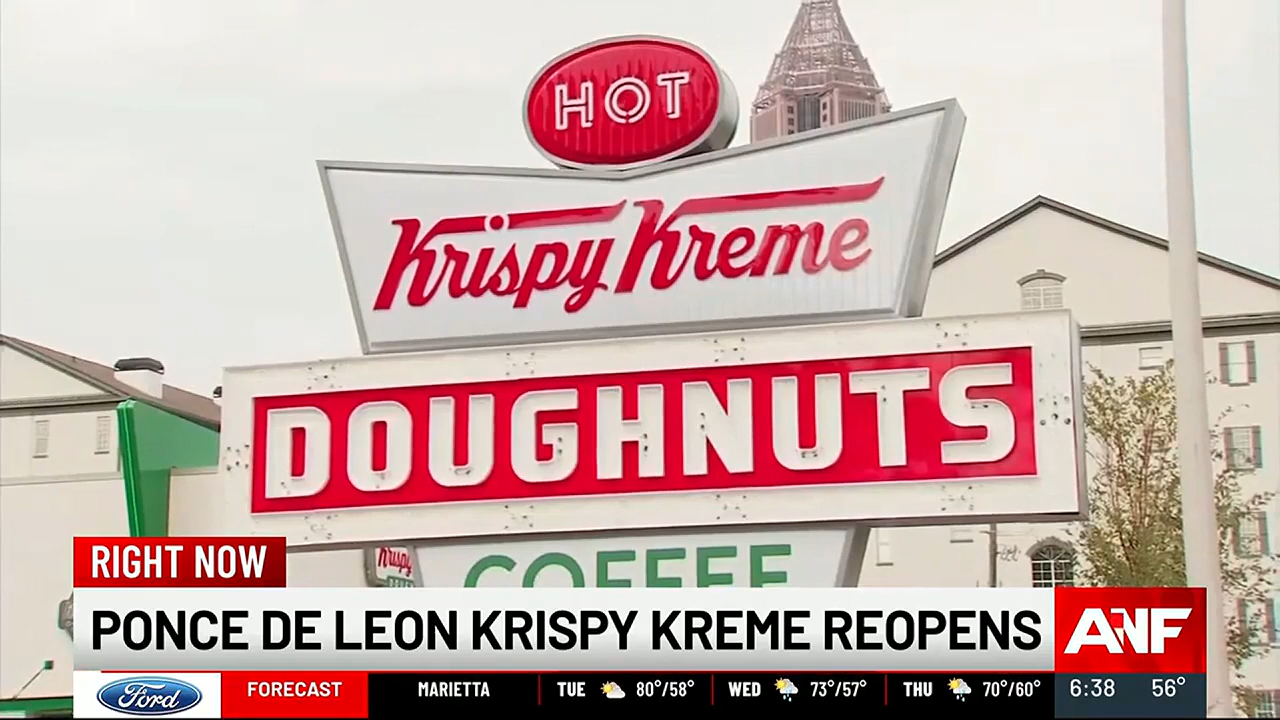 HOT
Krispy Kreme
DOUGHNUTS
COFFEE
Krispy
RIGHT NOW
PONCE DE LEON KRISPY KREME REOPENS
ANF
Ford
FORECAST
MARIETTA
TUE 80°/58°
WED 73°/57°
THU 70°/60°
6:38
56°